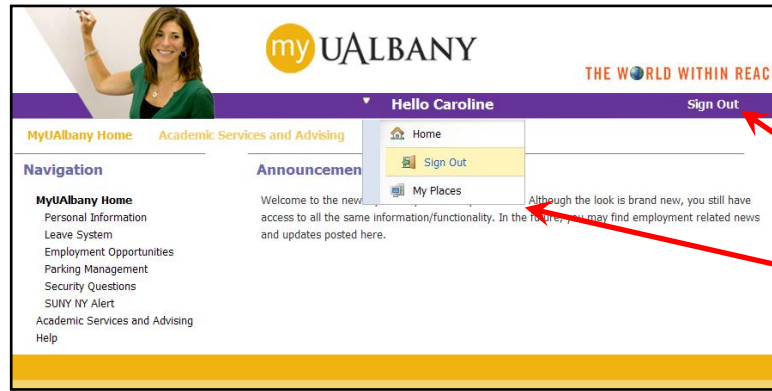 my UALBANY
THE WORLD WITHIN REAC
Hello Caroline
Sign Out
MyUAlbany Home Academic Services and Advising
Home
Sign Out
My Places
Navigation
MyUAlbany Home
Personal Information
Leave System
Employment Opportunities
Parking Management
Security Questions
SUNY NY Alert
Academic Services and Advising
Help
Announcemen
Welcome to the new Although the look is brand new, you still have
access to all the same information/functionality. In the future, you may find employment related news
and updates posted here.